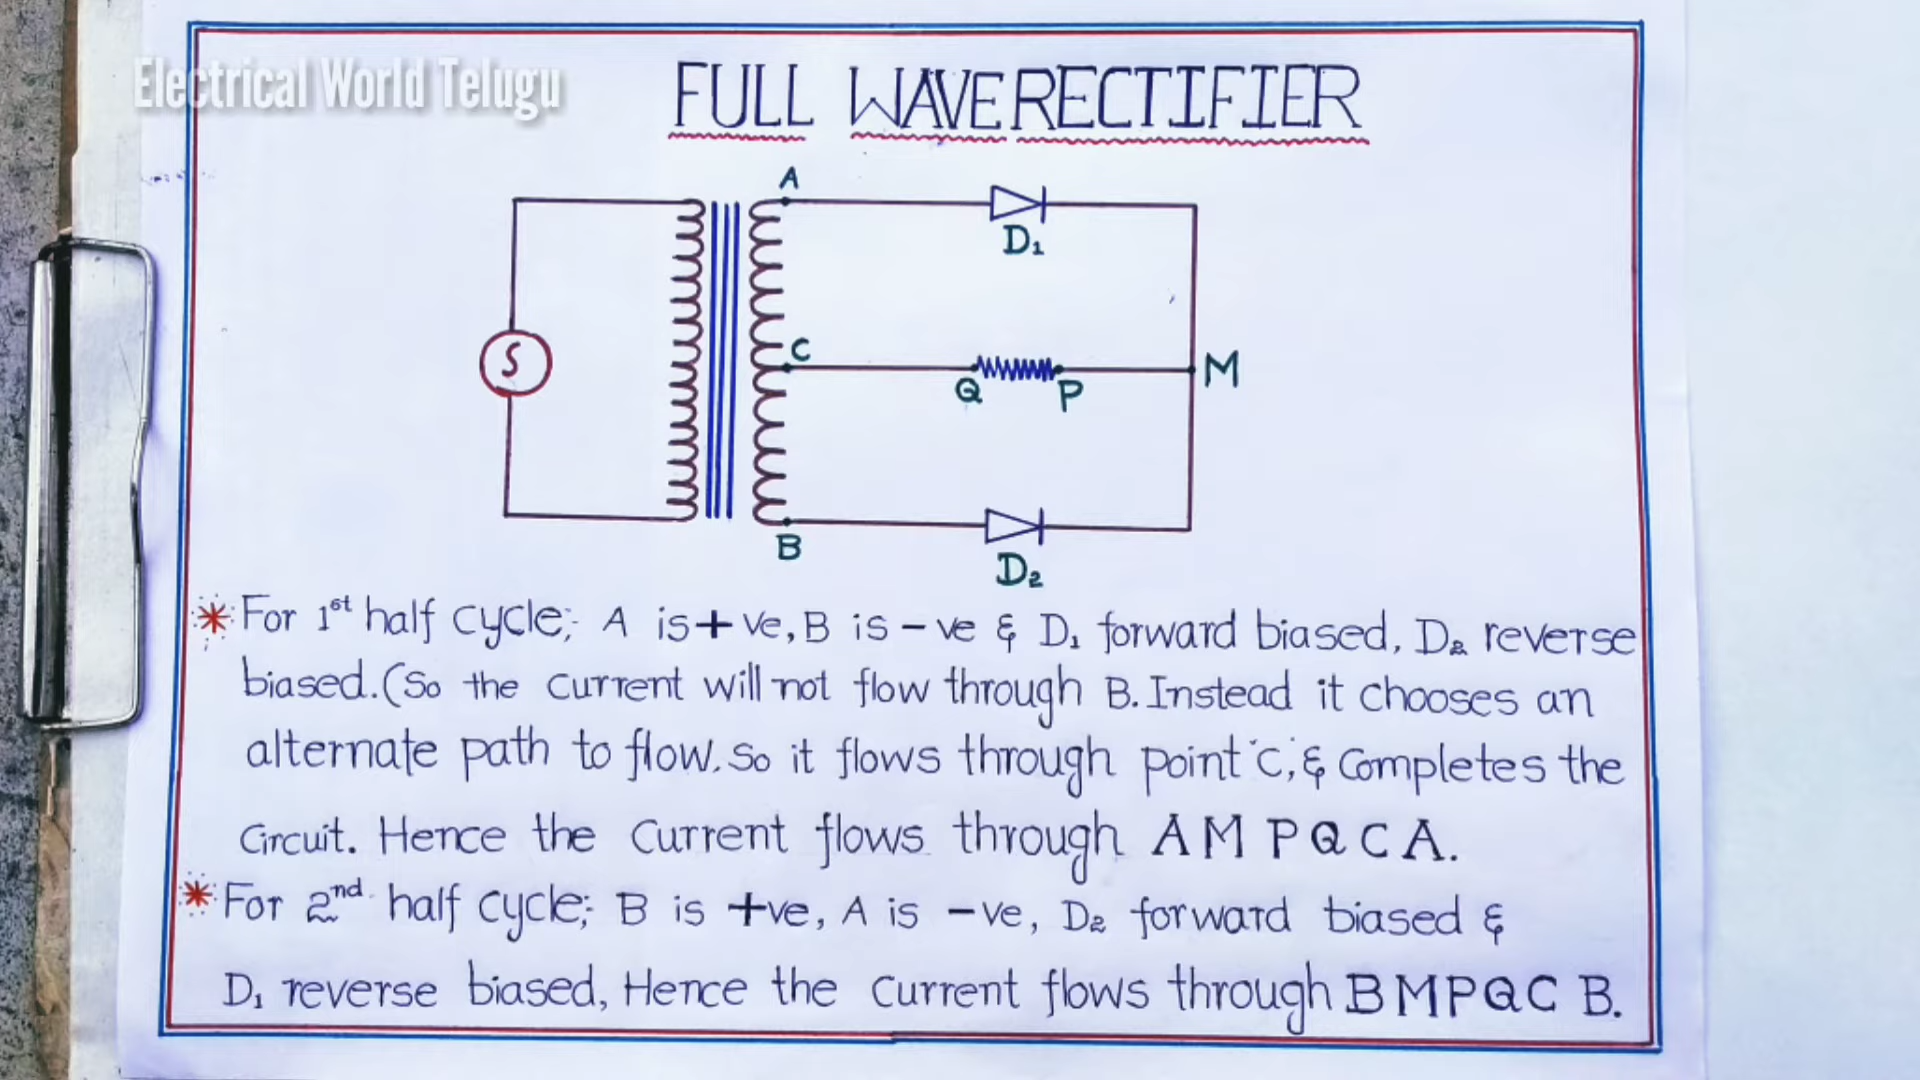 Electrical World Telugu
FULL WAVE RECTIFIER
A
D1
S
C
Q
P
M
B
D2
* For 1st half cycle; A is +ve, B is -ve & D1 forward biased, D2 reverse
biased. (So the current will not flow through B. Instead it chooses an
alternate path to flow. So it flows through point 'C', & Completes the
Circuit. Hence the Current flows through A M P Q C A.
* For 2nd half cycle; B is +ve, A is -ve, D2 forward biased &
D1 reverse biased, Hence the Current flows through B M P Q C B.